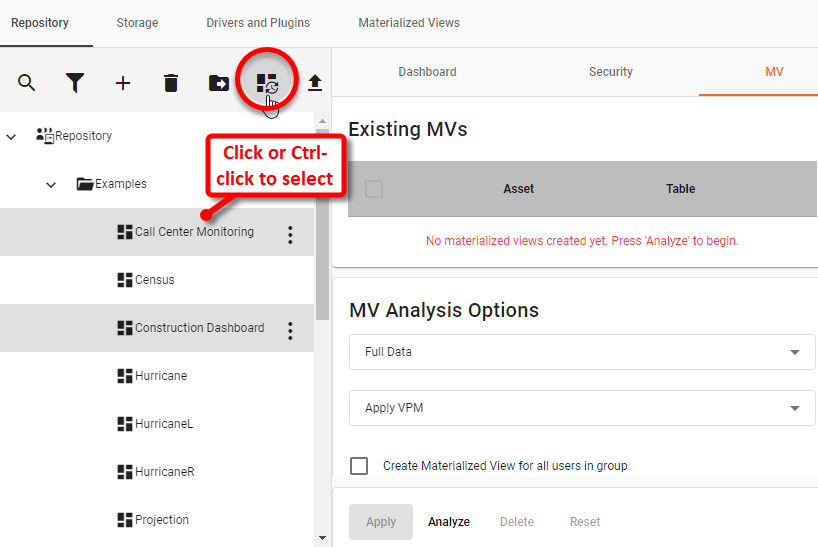 Repository Storage Drivers and Plugins Materialized Views
Dashboard Security MV
Repository
Examples
Call Center Monitoring
Census
Construction Dashboard
Hurricane
HurricaneL
HurricaneR
Projection
Click or Ctrl-
click to select
Existing MVs
Asset Table
No materialized views created yet. Press 'Analyze' to begin.
MV Analysis Options
Full Data
Apply VPM
Create Materialized View for all users in group
Apply Analyze Delete Reset